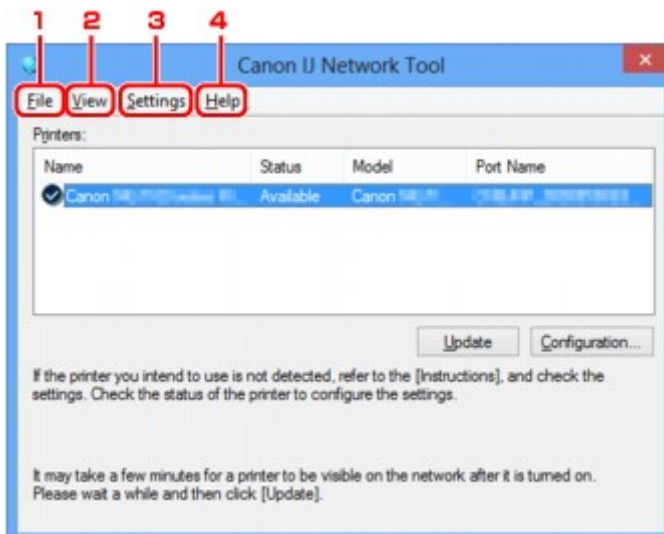 1 2 3 4
Canon IJ Network Tool
File View Settings Help
Printers:
Name Status Model Port Name
Canon Available Canon
Update Configuration...
If the printer you intend to use is not detected, refer to the [Instructions], and check the
settings. Check the status of the printer to configure the settings.
It may take a few minutes for a printer to be visible on the network after it is turned on.
Please wait a while and then click [Update].